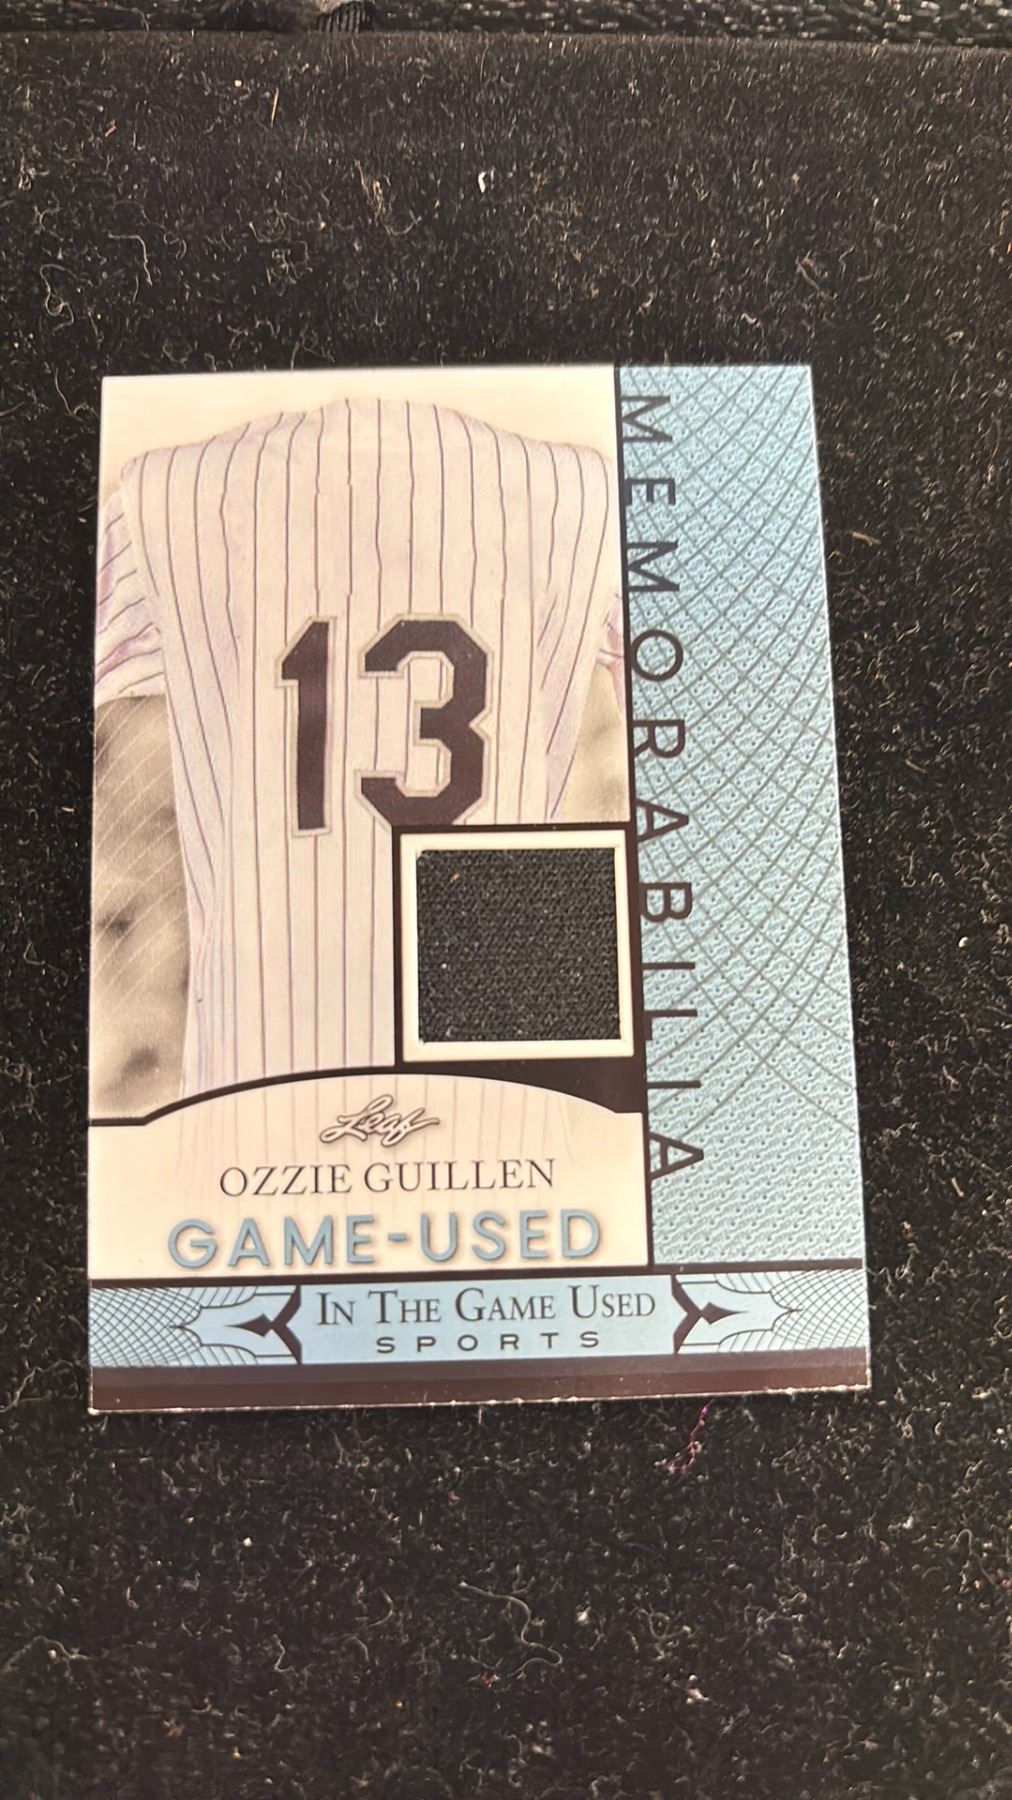 MEMORABILIA
13
Leaf
OZZIE GUILLEN
GAME-USED
IN THE GAME USED
SPORTS